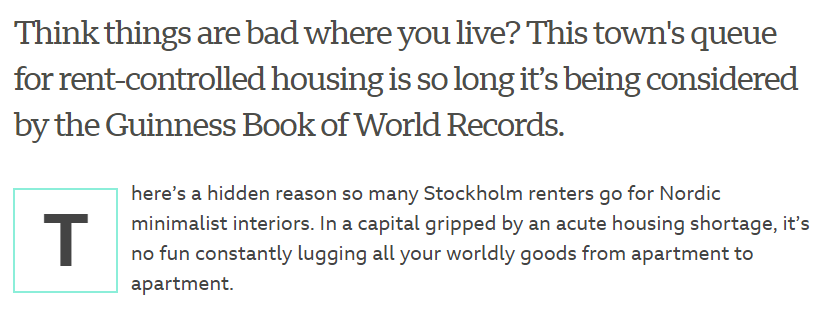 Think things are bad where you live? This town's queue
for rent-controlled housing is so long it’s being considered
by the Guinness Book of World Records.
There’s a hidden reason so many Stockholm renters go for Nordic
minimalist interiors. In a capital gripped by an acute housing shortage, it’s
no fun constantly lugging all your worldly goods from apartment to
apartment.